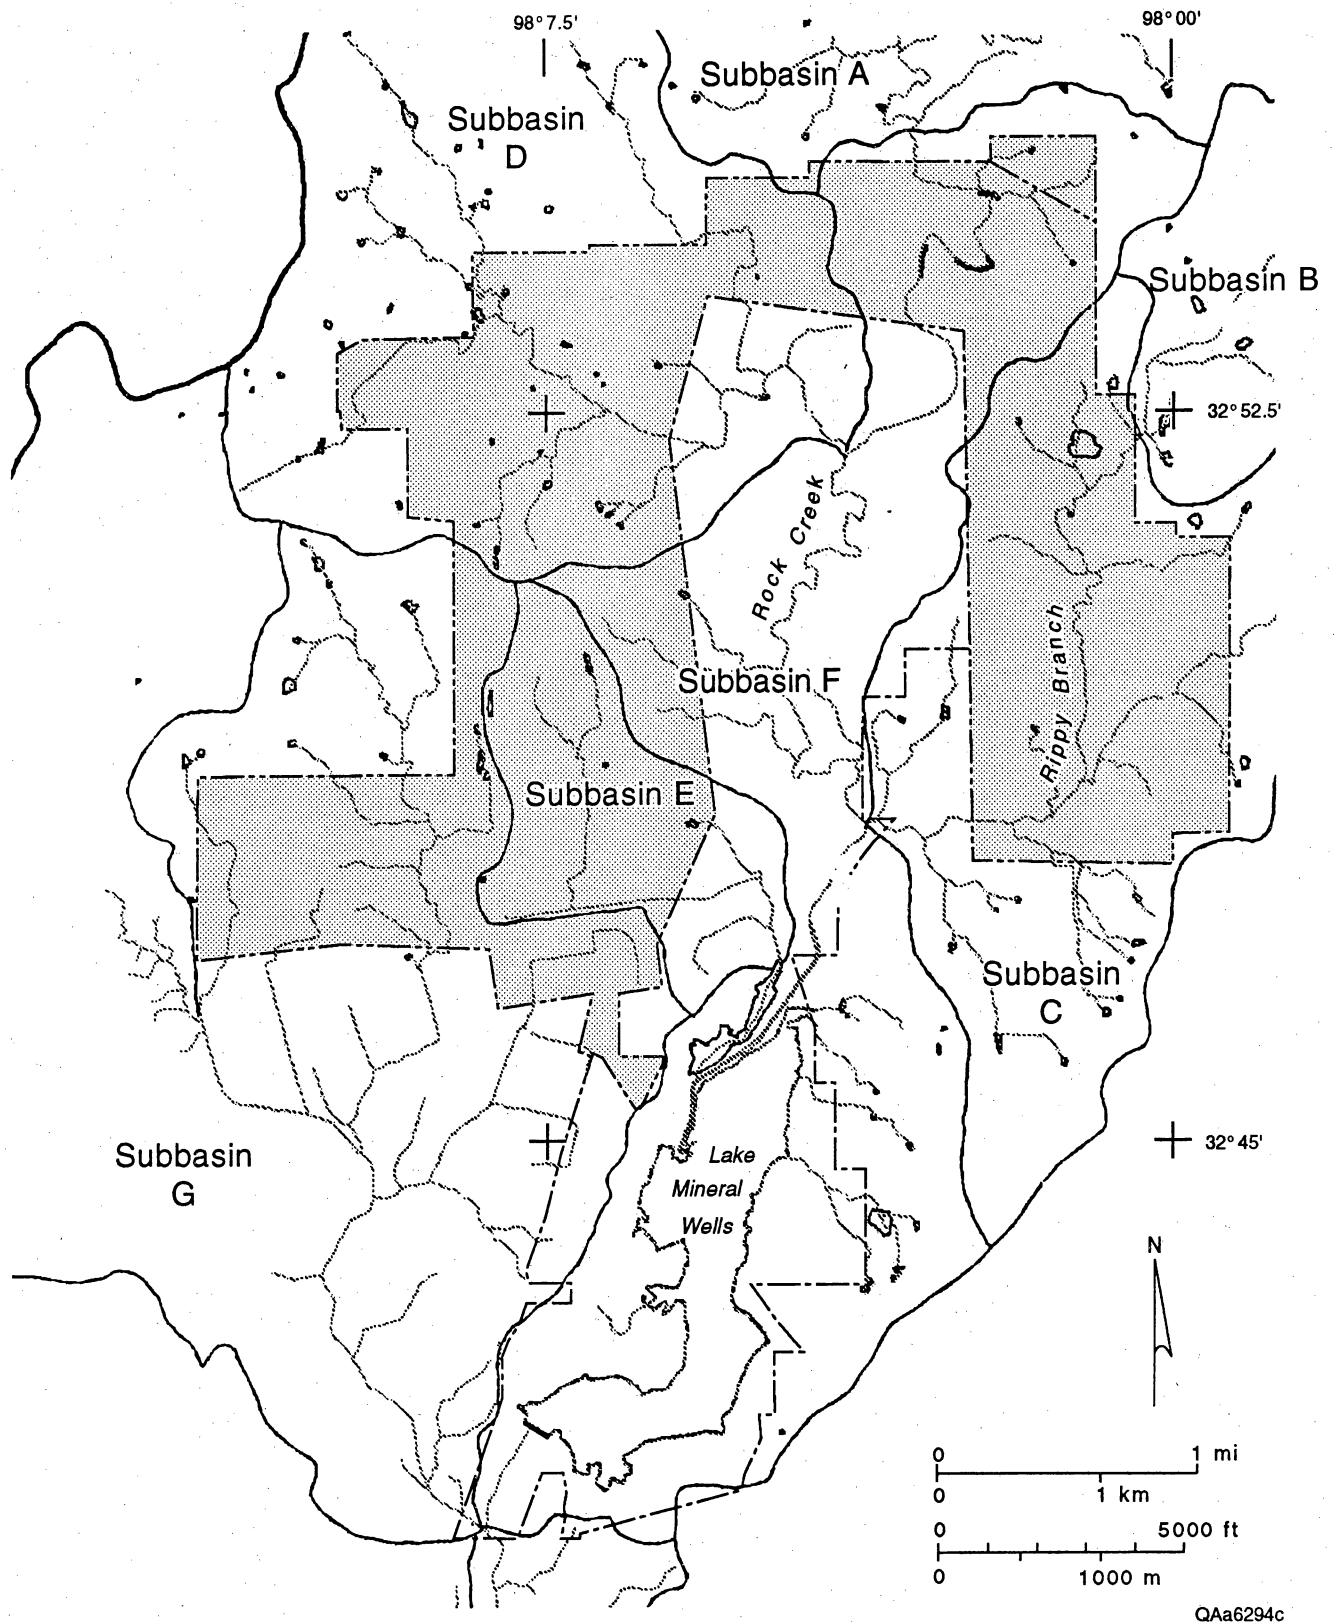 98°7.5'
98°00'
Subbasin A
Subbasin
D
Subbasin B
32°52.5'
Rock Creek
Rippy Branch
Subbasin F
Subbasin E
Subbasin
C
Subbasin
G
Lake
Mineral
Wells
32°45'
N
0 1 mi
0 1 km
0 5000 ft
0 1000 m
QAa6294c